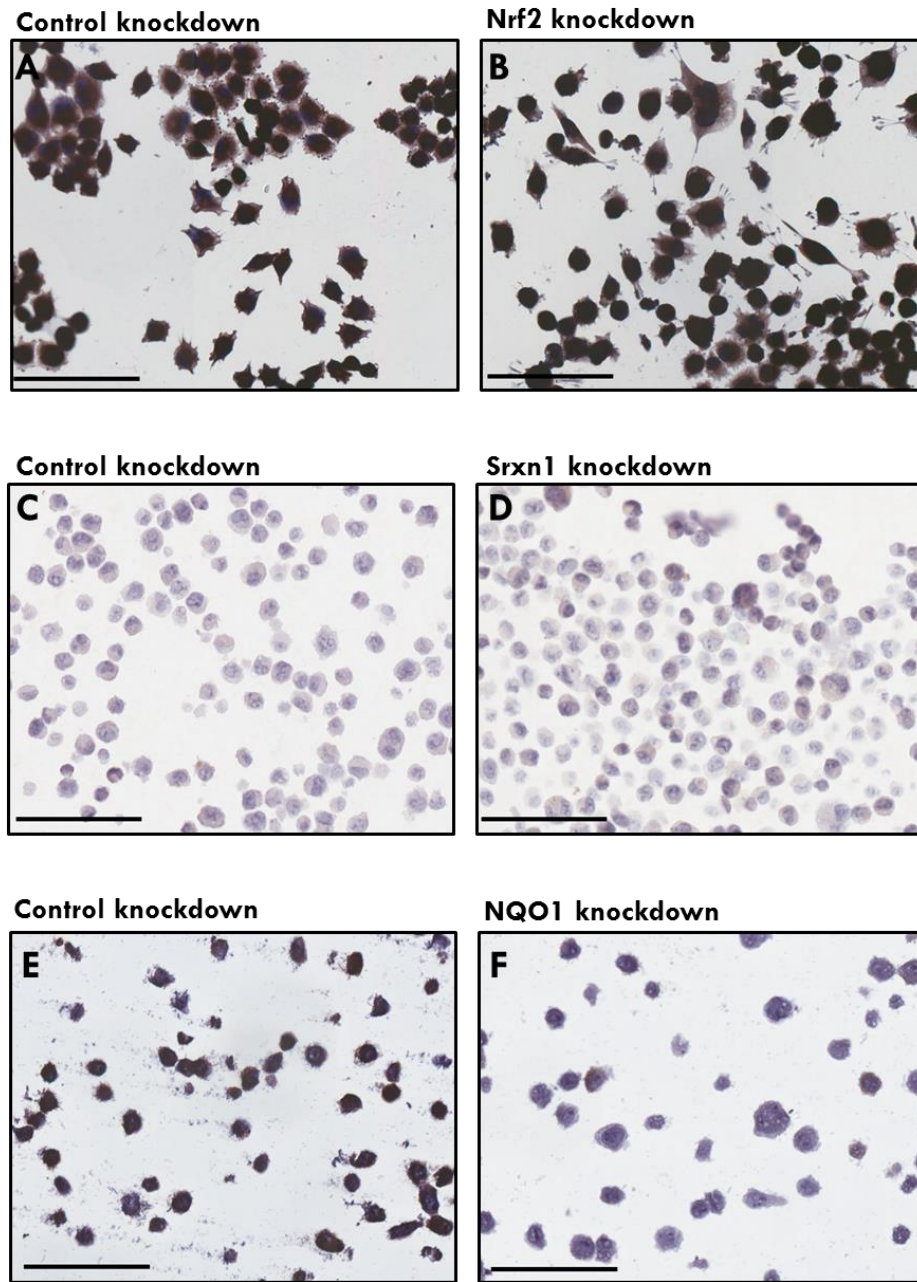 Control knockdown
Nrf2 knockdown
A
B
Control knockdown
Srxn1 knockdown
C
D
Control knockdown
NQO1 knockdown
E
F